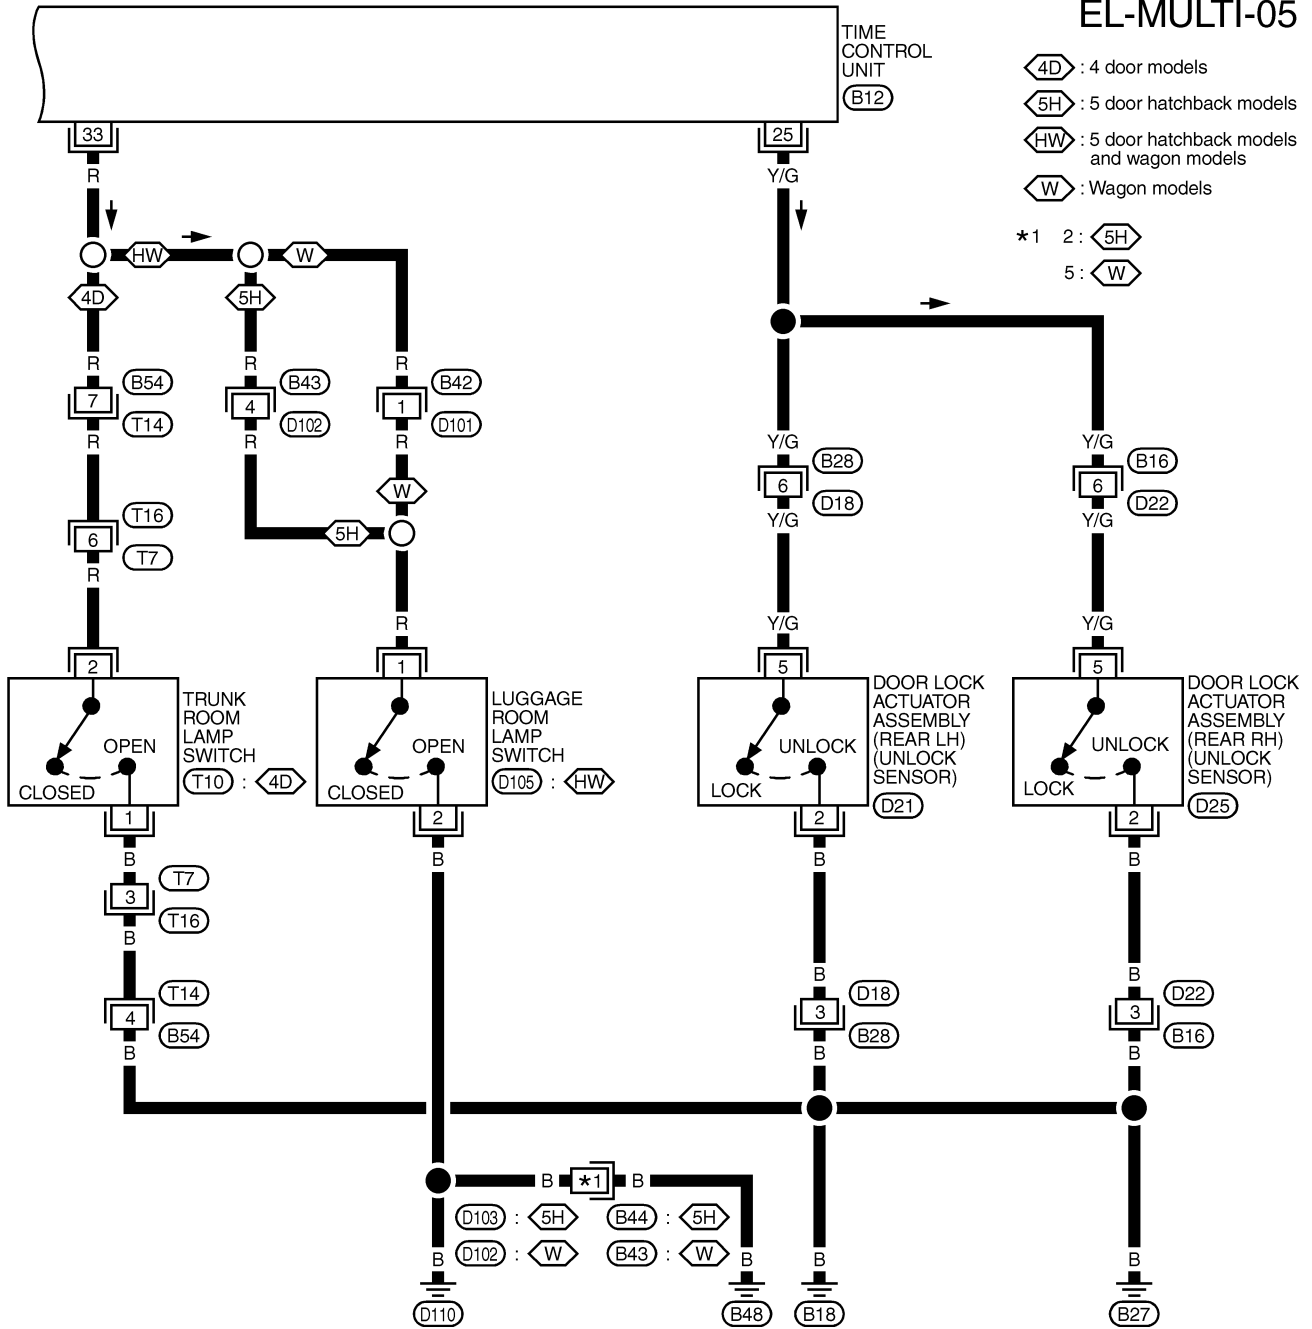 EL-MULTI-05
TIME
CONTROL
UNIT
B12
4D : 4 door models
5H : 5 door hatchback models
HW : 5 door hatchback models
and wagon models
W : Wagon models
*1 2 : 5H
5 : W
33
25
R
Y/G
HW
W
4D
5H
R
R
R
7
B54
T14
4
B43
D102
1
B42
D101
R
R
R
Y/G
Y/G
6
B28
D18
6
B16
D22
Y/G
Y/G
W
5H
6
T16
T7
R
R
Y/G
Y/G
2
1
5
5
TRUNK
ROOM
LAMP
SWITCH
T10 : 4D
OPEN
CLOSED
LUGGAGE
ROOM
LAMP
SWITCH
D105 : HW
OPEN
CLOSED
DOOR LOCK
ACTUATOR
ASSEMBLY
(REAR LH)
(UNLOCK
SENSOR)
D21
UNLOCK
LOCK
DOOR LOCK
ACTUATOR
ASSEMBLY
(REAR RH)
(UNLOCK
SENSOR)
D25
UNLOCK
LOCK
1
2
2
2
B
B
B
B
3
T7
T16
B
B
B
4
T14
B54
3
D18
B28
3
D22
B16
B
B
B
B
*1
B
D103 : 5H
B44 : 5H
D102 : W
B43 : W
B
B
B
B
D110
B48
B18
B27